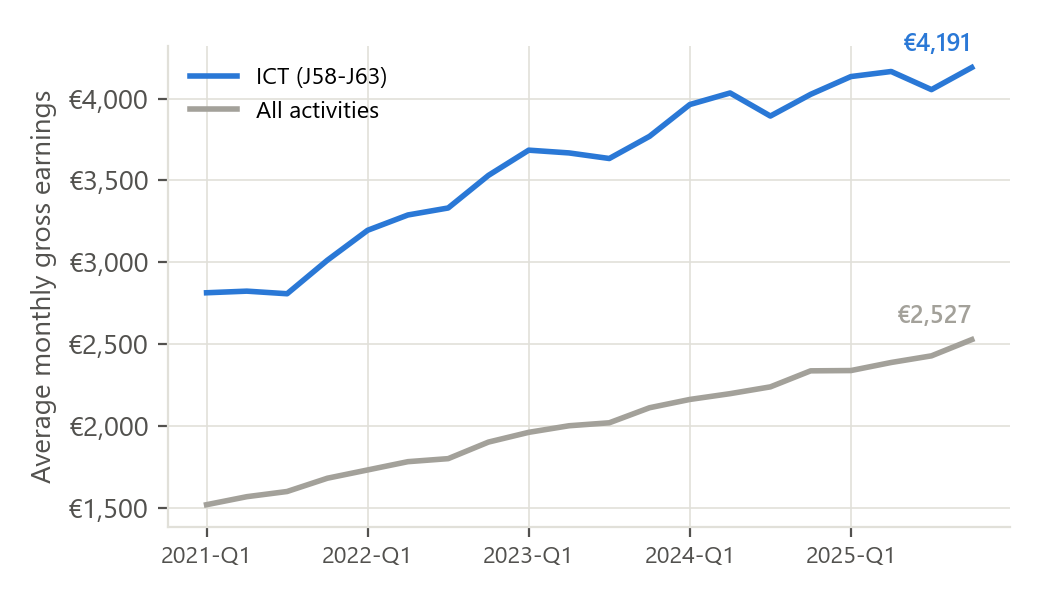 €4,191
ICT (J58-J63)
All activities
Average monthly gross earnings
€4,000
€3,500
€3,000
€2,500
€2,000
€1,500
€2,527
2021-Q1
2022-Q1
2023-Q1
2024-Q1
2025-Q1